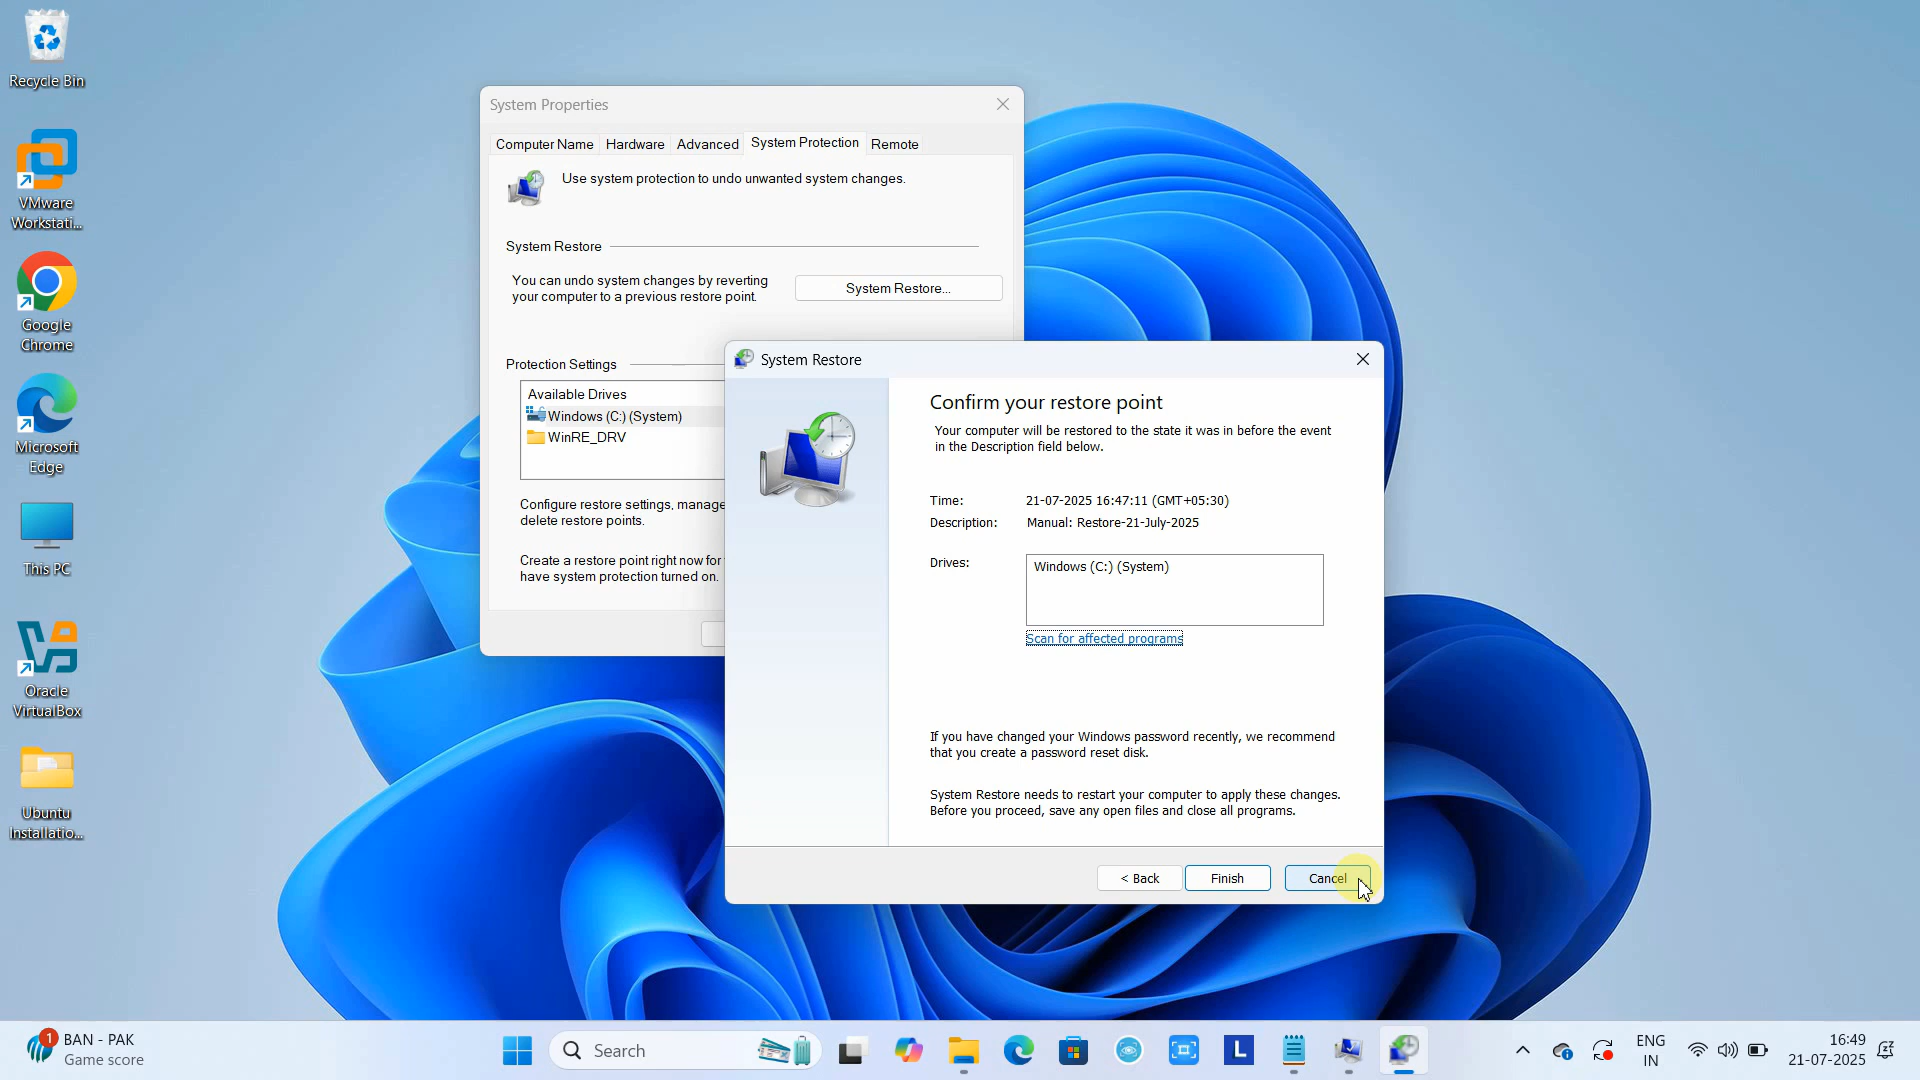 Recycle Bin
VMware
Workstati...
Google
Chrome
Microsoft
Edge
This PC
Oracle
VirtualBox
Ubuntu
Installatio...
System Properties
Computer Name
Hardware
Advanced
System Protection
Remote
Use system protection to undo unwanted system changes.
System Restore
You can undo system changes by reverting
your computer to a previous restore point.
System Restore...
Protection Settings
Available Drives
Windows (C:) (System)
WinRE_DRV
Configure restore settings, manage
delete restore points.
Create a restore point right now for
have system protection turned on.
System Restore
Confirm your restore point
Your computer will be restored to the state it was in before the event
in the Description field below.
Time: 21-07-2025 16:47:11 (GMT+05:30)
Description: Manual: Restore-21-July-2025
Drives:
Windows (C:) (System)
Scan for affected programs
If you have changed your Windows password recently, we recommend
that you create a password reset disk.
System Restore needs to restart your computer to apply these changes.
Before you proceed, save any open files and close all programs.
< Back
Finish
Cancel
1
BAN - PAK
Game score
Search
L
ENG
IN
16:49
21-07-2025